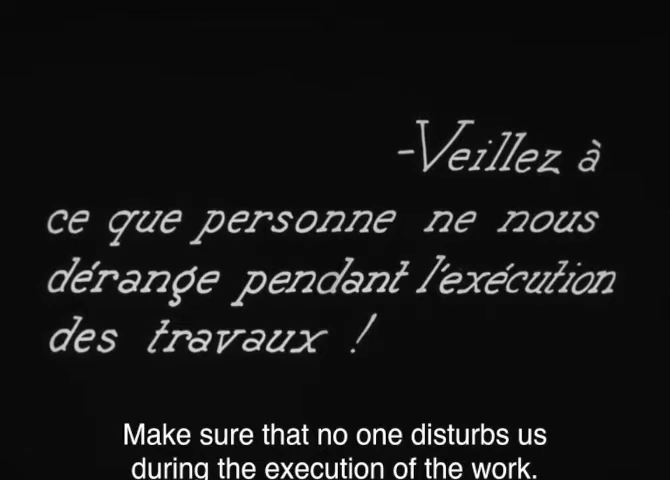 -Veillez à
ce que personne ne nous
dérange pendant l'exécution
des travaux !
Make sure that no one disturbs us
during the execution of the work.